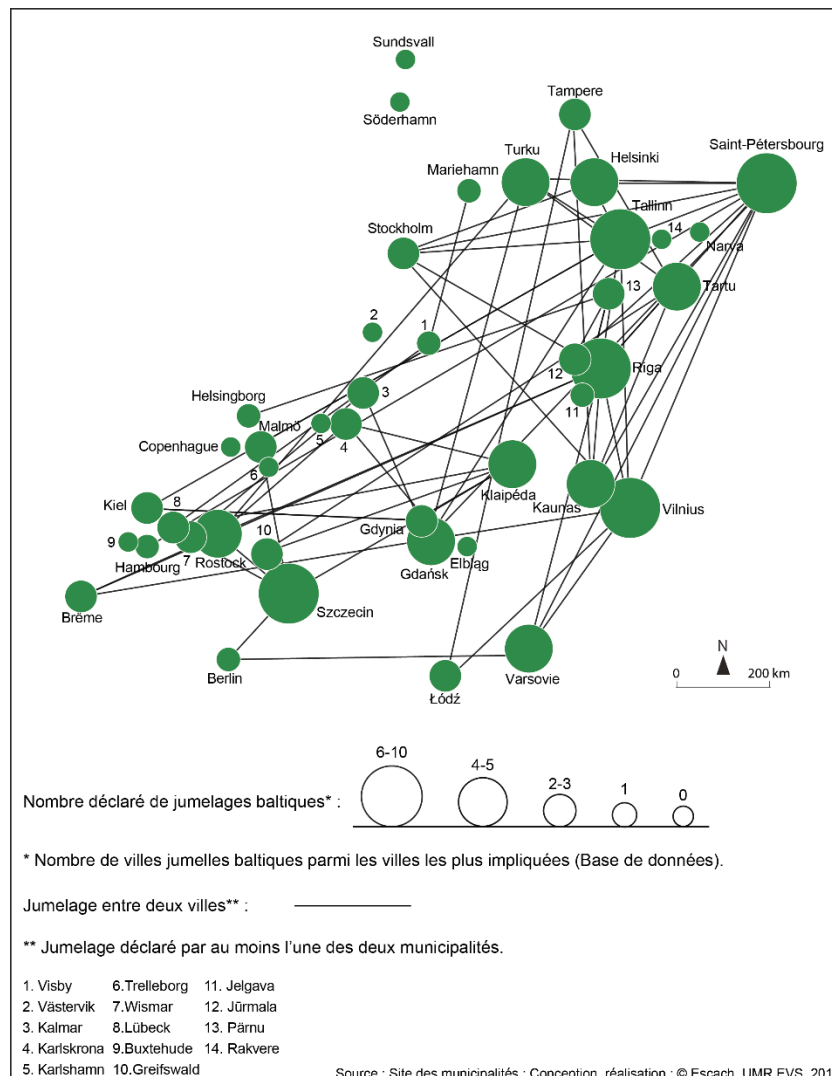 Sundsvall
Tampere
Söderhamn
Turku
Helsinki
Saint-Pétersbourg
Mariehamn
Tallinn
Stockholm
14
Narva
13
Tartu
2
1
12
Riga
11
Helsingborg
3
Malmö
5
4
Copenhague
6
Klaipéda
Kiel
8
Kaunas
Vilnius
Gdynia
10
9
Hambourg
7
Rostock
Gdańsk
Elbląg
Brême
Szczecin
N
Berlin
Varsovie
0
200 km
Łódź
6-10
4-5
2-3
1
0
Nombre déclaré de jumelages baltiques* :
* Nombre de villes jumelles baltiques parmi les villes les plus impliquées (Base de données).
Jumelage entre deux villes** :
** Jumelage déclaré par au moins l'une des deux municipalités.
1. Visby 6.Trelleborg 11. Jelgava
2. Västervik 7.Wismar 12. Jūrmala
3. Kalmar 8.Lübeck 13. Pärnu
4. Karlskrona 9.Buxtehude 14. Rakvere
5. Karlshamn 10.Greifswald
Source : Site des municipalités ; Conception, réalisation : © Escach, UMR EVS, 201